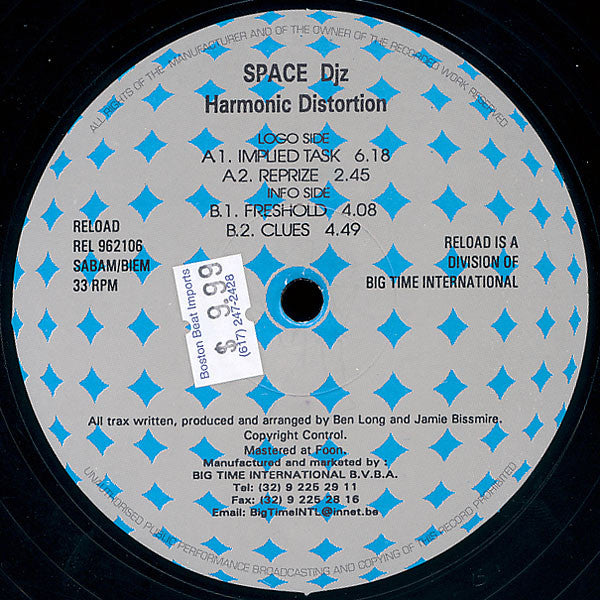 ALL RIGHTS OF THE MANUFACTURER AND OF THE OWNER OF THE RECORDED WORK RESERVED
SPACE Djz
Harmonic Distortion
LOGO SIDE
A1. IMPLIED TASK 6.18
A.2. REPRIZE 2.45
INFO SIDE
B.1. FRESHOLD 4.08
B.2. CLUES 4.49
RELOAD
REL 962106
SABAM/BIEM
33 RPM
RELOAD IS A
DIVISION OF
BIG TIME INTERNATIONAL
Boston Beat Imports
$ 9.99
(617) 247-2428
All trax written, produced and arranged by Ben Long and Jamie Bissmire.
Copyright Control.
Mastered at Foon.
Manufactured and marketed by :
BIG TIME INTERNATIONAL B.V.B.A.
Tel: (32) 9 225 29 11
Fax: (32) 9 225 28 16
Email: BigTimeINTL@innet.be
UNAUTHORISED PUBLIC PERFORMANCE BROADCASTING AND COPYING OF THIS RECORD PROHIBITED